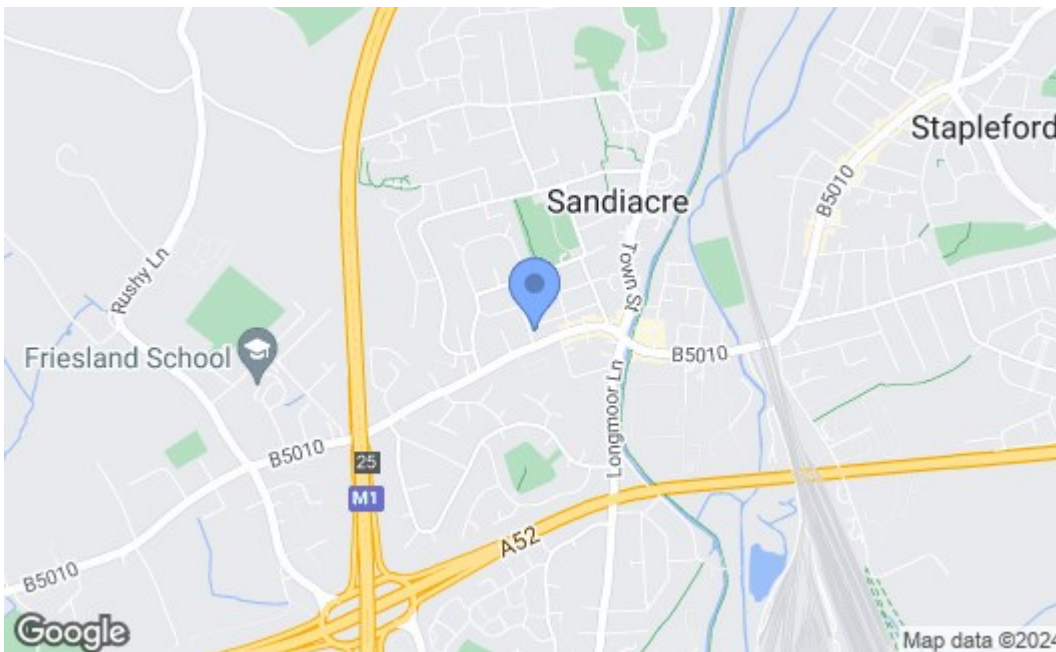 Stapleford
Sandiacre
B5010
Rushy Ln
Town St
Friesland School
B5010
Longmoor Ln
B5010
25
M1
A52
B5010
Google
Map data ©2024